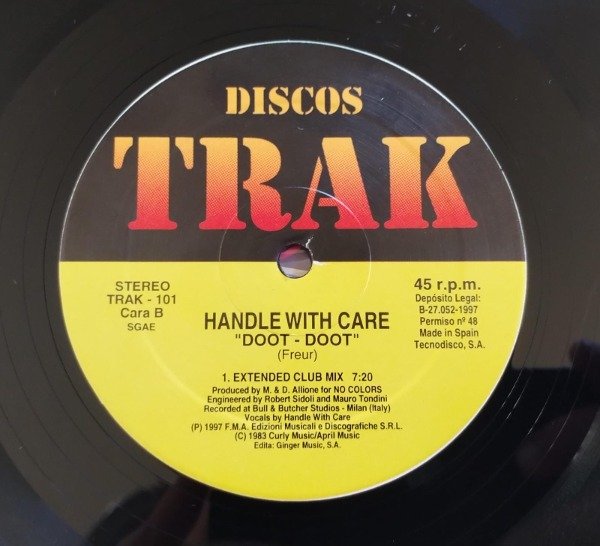 DISCOS
TRAK
STEREO
TRAK - 101
Cara B
SGAE
45 r.p.m.
Depósito Legal:
B-27.052-1997
Permiso nº 48
Made in Spain
Tecnodisco, S.A.
HANDLE WITH CARE
"DOOT - DOOT"
(Freur)
1. EXTENDED CLUB MIX 7:20
Produced by M. & D. Allione for NO COLORS
Engineered by Robert Sidoli and Mauro Tondini
Recorded at Bull & Butcher Studios - Milan (Italy)
Vocals by Handle With Care
(P) 1997 F.M.A. Edizioni Musicali e Discografiche S.R.L.
(C) 1983 Curly Music/April Music
Edita: Ginger Music, S.A.